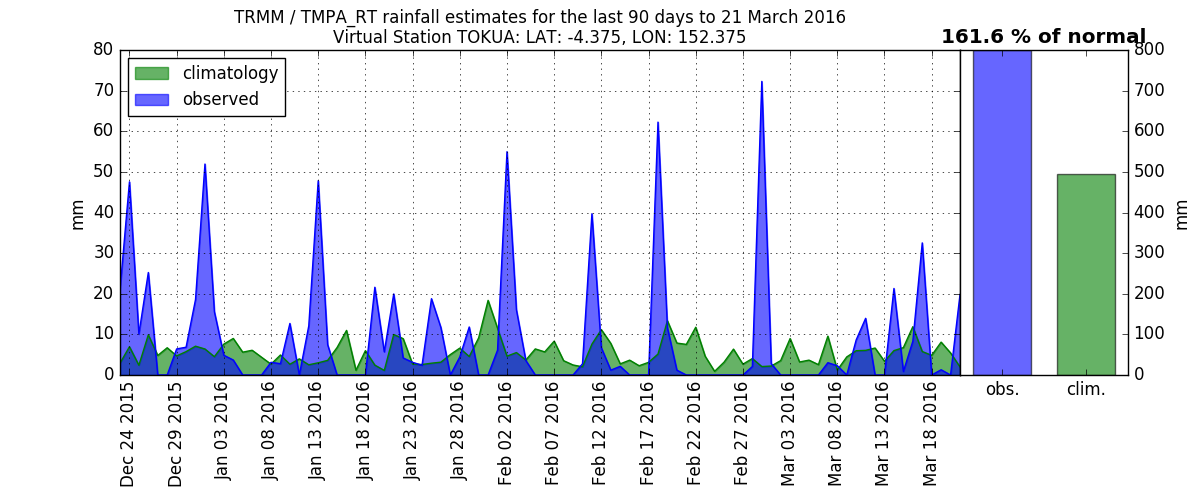 TRMM / TMPA_RT rainfall estimates for the last 90 days to 21 March 2016
Virtual Station TOKUA: LAT: -4.375, LON: 152.375
161.6 % of normal
climatology
observed
mm
80
70
60
50
40
30
20
10
0
Dec 24 2015
Dec 29 2015
Jan 03 2016
Jan 08 2016
Jan 13 2016
Jan 18 2016
Jan 23 2016
Jan 28 2016
Feb 02 2016
Feb 07 2016
Feb 12 2016
Feb 17 2016
Feb 22 2016
Feb 27 2016
Mar 03 2016
Mar 08 2016
Mar 13 2016
Mar 18 2016
obs.
clim.
800
700
600
500
400
300
200
100
0
mm